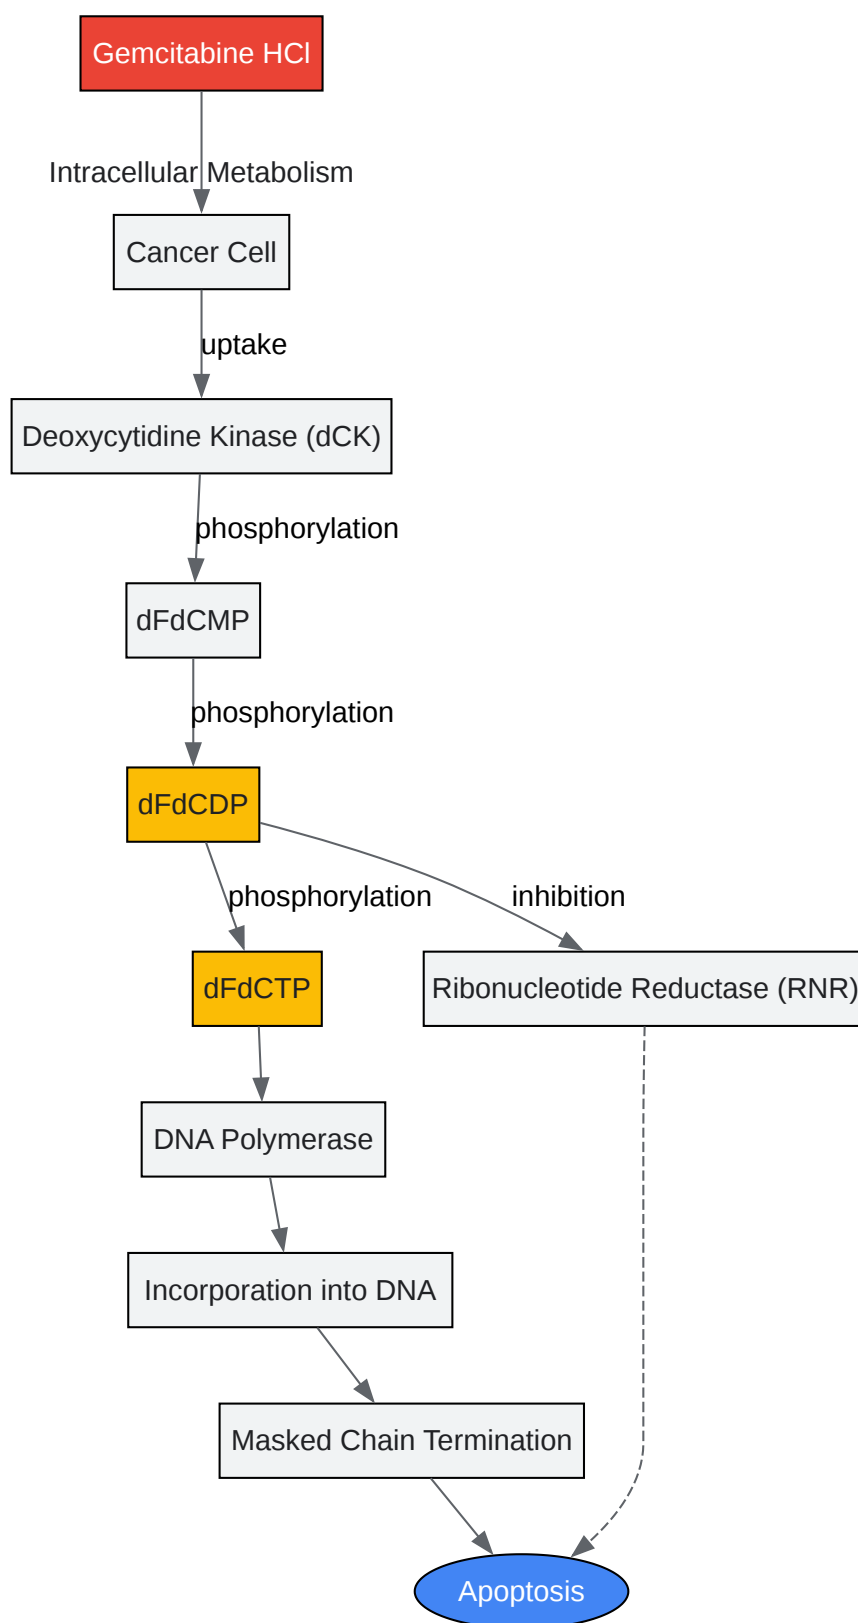 Gemcitabine HCl
Intracellular Metabolism
Cancer Cell
uptake
Deoxycytidine Kinase (dCK)
phosphorylation
dFdCMP
phosphorylation
dFdCDP
phosphorylation
inhibition
dFdCTP
Ribonucleotide Reductase (RNR)
DNA Polymerase
Incorporation into DNA
Masked Chain Termination
Apoptosis